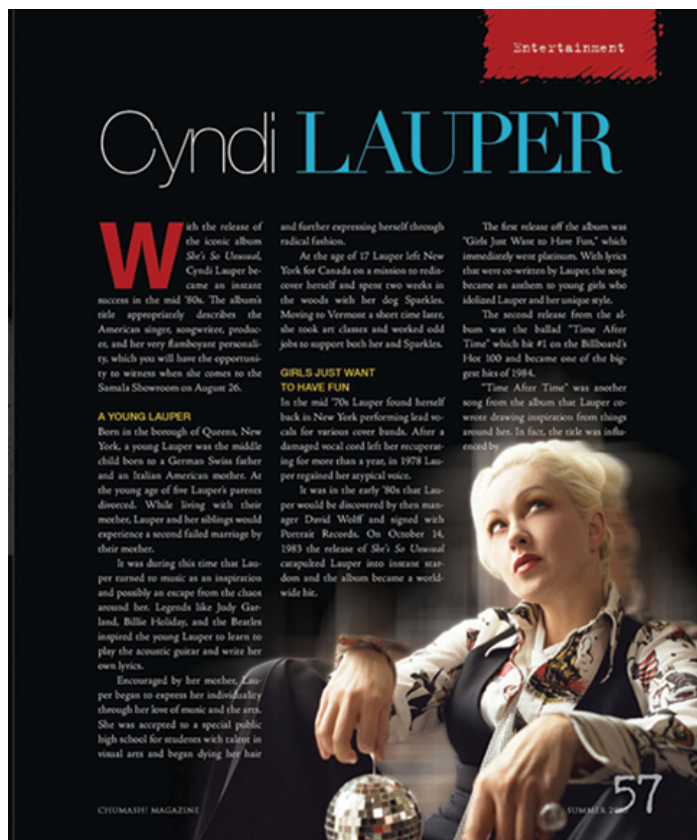 Entertainment
Cyndi LAUPER
With the release of
the iconic album
She's So Unusual,
Cyndi Lauper be-
came an instant
success in the mid '80s. The album's
title appropriately describes the
American singer, songwriter, produc-
er, and her very flamboyant personali-
ty, which you will have the opportuni-
ty to witness when she comes to the
Samala Showroom on August 26.
A YOUNG LAUPER
Born in the borough of Queens, New
York, a young Lauper was the middle
child born to a German Swiss father
and an Italian American mother. At
the young age of five Lauper's parents
divorced. While living with their
mother, Lauper and her siblings would
experience a second failed marriage by
their mother.
It was during this time that Lau-
per turned to music as an inspiration
and possibly an escape from the chaos
around her. Legends like Judy Gar-
land, Billie Holiday, and the Beatles
inspired the young Lauper to learn to
play the acoustic guitar and write her
own lyrics.
Encouraged by her mother, Lau-
per began to express her individuality
through her love of music and the arts.
She was accepted to a special public
high school for students with talent in
visual arts and began dying her hair
and further expressing herself through
radical fashion.
At the age of 17 Lauper left New
York for Canada on a mission to redis-
cover herself and spent two weeks in
the woods with her dog Sparkles.
Moving to Vermont a short time later,
she took art classes and worked odd
jobs to support both her and Sparkles.
GIRLS JUST WANT
TO HAVE FUN
In the mid '70s Lauper found herself
back in New York performing lead vo-
cals for various cover bands. After a
damaged vocal cord left her recuperat-
ing for more than a year, in 1978 Lau-
per regained her atypical voice.
It was in the early '80s that Lau-
per would be discovered by then man-
ager David Wolff and signed with
Portrait Records. On October 14,
1983 the release of She's So Unusual
catapulted Lauper into instant star-
dom and the album became a world-
wide hit.
The first release off the album was
"Girls Just Want to Have Fun," which
immediately went platinum. With lyrics
that were co-written by Lauper, the song
became an anthem to young girls who
idolized Lauper and her unique style.
The second release from the al-
bum was the ballad "Time After
Time" which hit #1 on the Billboard's
Hot 100 and became one of the big-
gest hits of 1984.
"Time After Time" was another
song from the album that Lauper co-
wrote drawing inspiration from things
around her. In fact, the title was influ-
enced by
CHUMASH! MAGAZINE
SUMMER
57